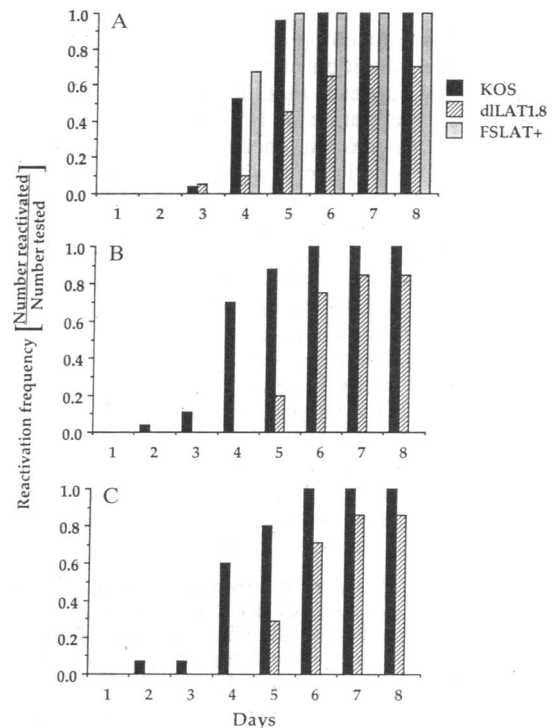 A
1.0
0.8
0.6
0.4
0.2
0.0
1 2 3 4 5 6 7 8
KOS
dlLAT1.8
FSLAT+
B
1.0
0.8
0.6
0.4
0.2
0.0
1 2 3 4 5 6 7 8
C
1.0
0.8
0.6
0.4
0.2
0.0
1 2 3 4 5 6 7 8
Days
Reactivation frequency [Number reactivated
Number tested]